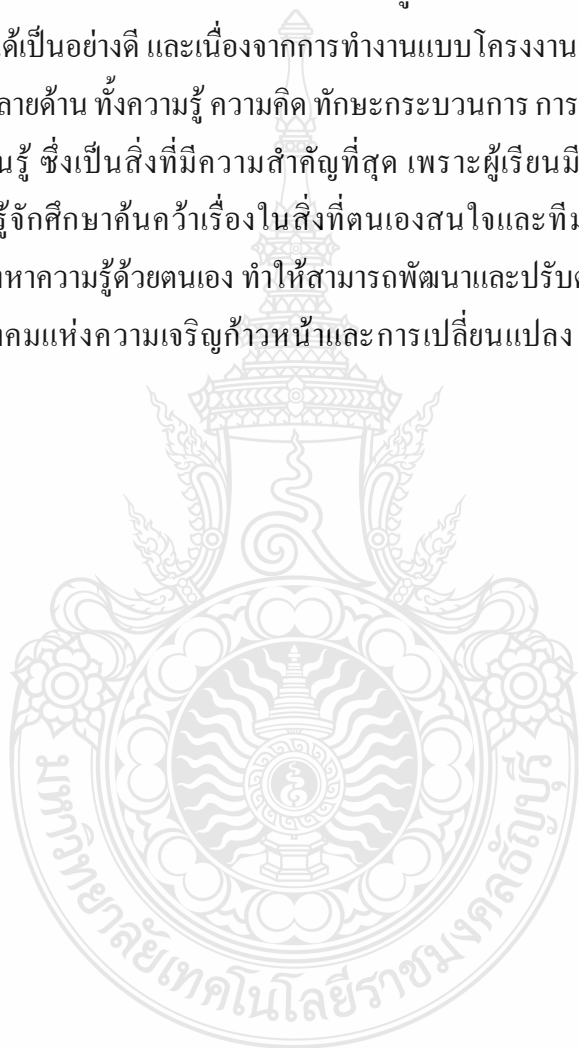 ได้เป็นอย่างดี และเนื่องจากการทำงานแบบโครงงาน
ลายด้าน ทั้งความรู้ ความคิด ทักษะกระบวนการ การ
นรู้ ซึ่งเป็นสิ่งที่มีความสำคัญที่สุด เพราะผู้เรียนมี
รู้จักศึกษาค้นคว้าเรื่องในสิ่งที่ตนเองสนใจและทีม
งหาความรู้ด้วยตนเอง ทำให้สามารถพัฒนาและปรับ
คมแห่งความเจริญก้าวหน้าและการเปลี่ยนแปลง
มหาวิทยาลัยเทคโนโลยีราชมงคลธัญบุรี